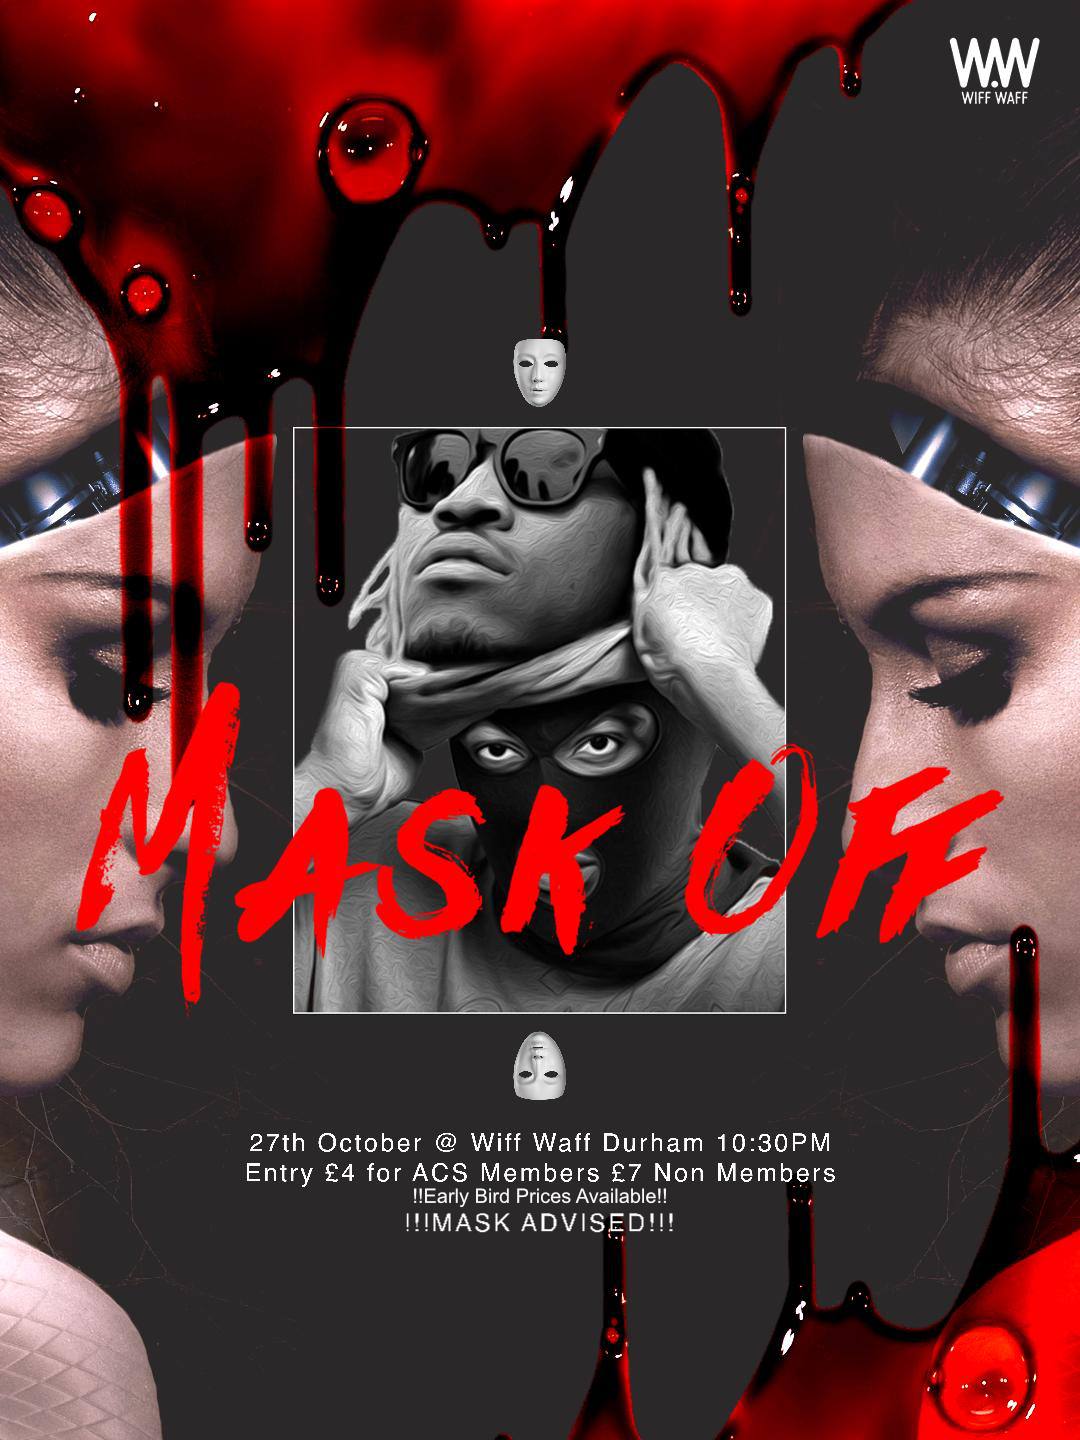 W.W
WIFF WAFF
MASK OFF
27th October @ Wiff Waff Durham 10:30PM
Entry £4 for ACS Members £7 Non Members
!!Early Bird Prices Available!!
!!!MASK ADVISED!!!